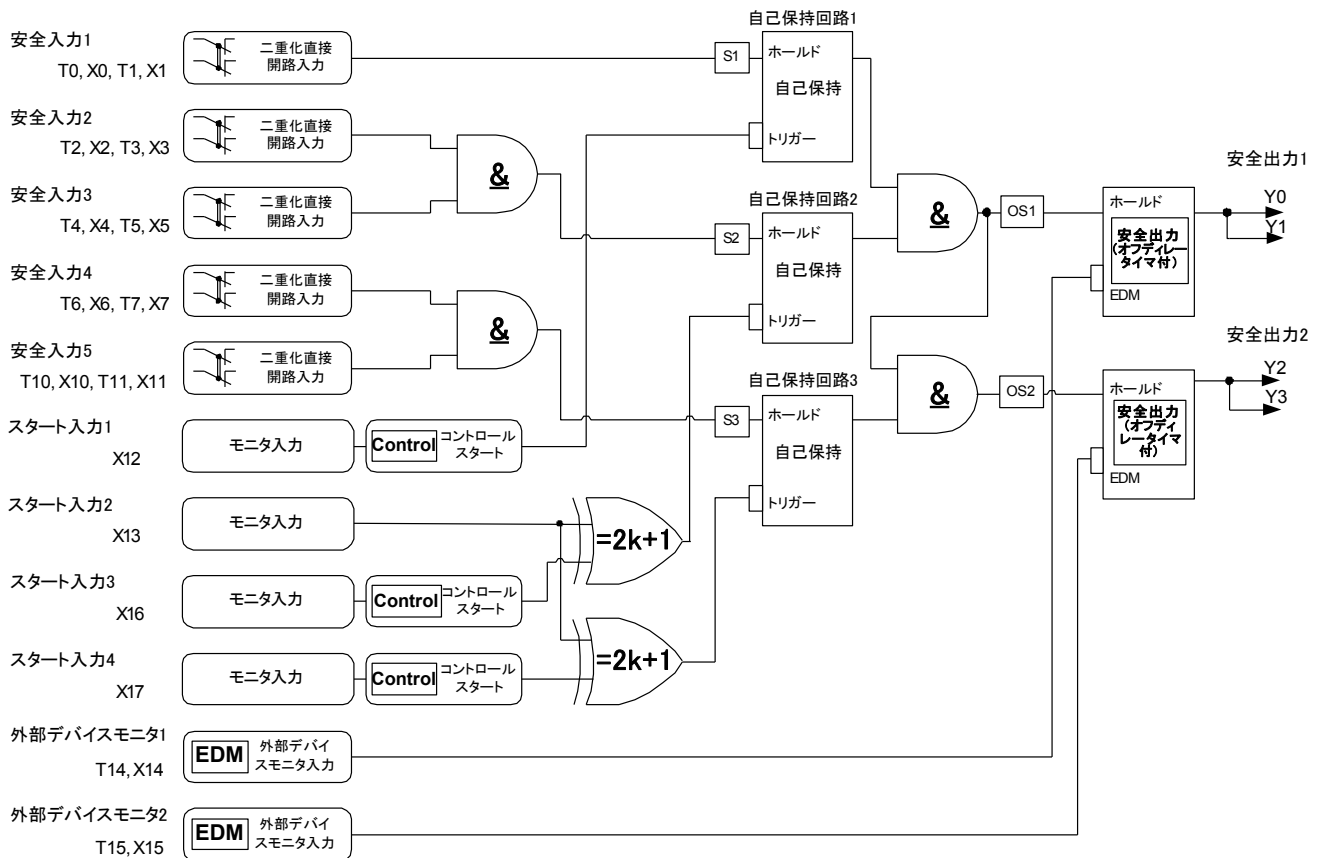 自己保持回路1
安全入力1
T0, X0, T1, X1
二重化直接
開路入力
S1
ホールド
自己保持
トリガー
安全入力2
T2, X2, T3, X3
二重化直接
開路入力
&
安全入力3
T4, X4, T5, X5
二重化直接
開路入力
自己保持回路2
S2
ホールド
自己保持
トリガー
&
OS1
安全出力1
ホールド
安全出力
(オフディレー
タイマ付)
EDM
Y0
Y1
安全入力4
T6, X6, T7, X7
二重化直接
開路入力
&
安全入力5
T10, X10, T11, X11
二重化直接
開路入力
自己保持回路3
S3
ホールド
自己保持
トリガー
&
OS2
安全出力2
ホールド
安全出力
(オフディ
レータイマ
付)
EDM
Y2
Y3
スタート入力1
X12
モニタ入力
Control
コントロール
スタート
スタート入力2
X13
モニタ入力
=2k+1
スタート入力3
X16
モニタ入力
Control
コントロール
スタート
スタート入力4
X17
モニタ入力
Control
コントロール
スタート
=2k+1
外部デバイスモニタ1
T14, X14
EDM
外部デバイ
スモニタ入力
外部デバイスモニタ2
T15, X15
EDM
外部デバイ
スモニタ入力